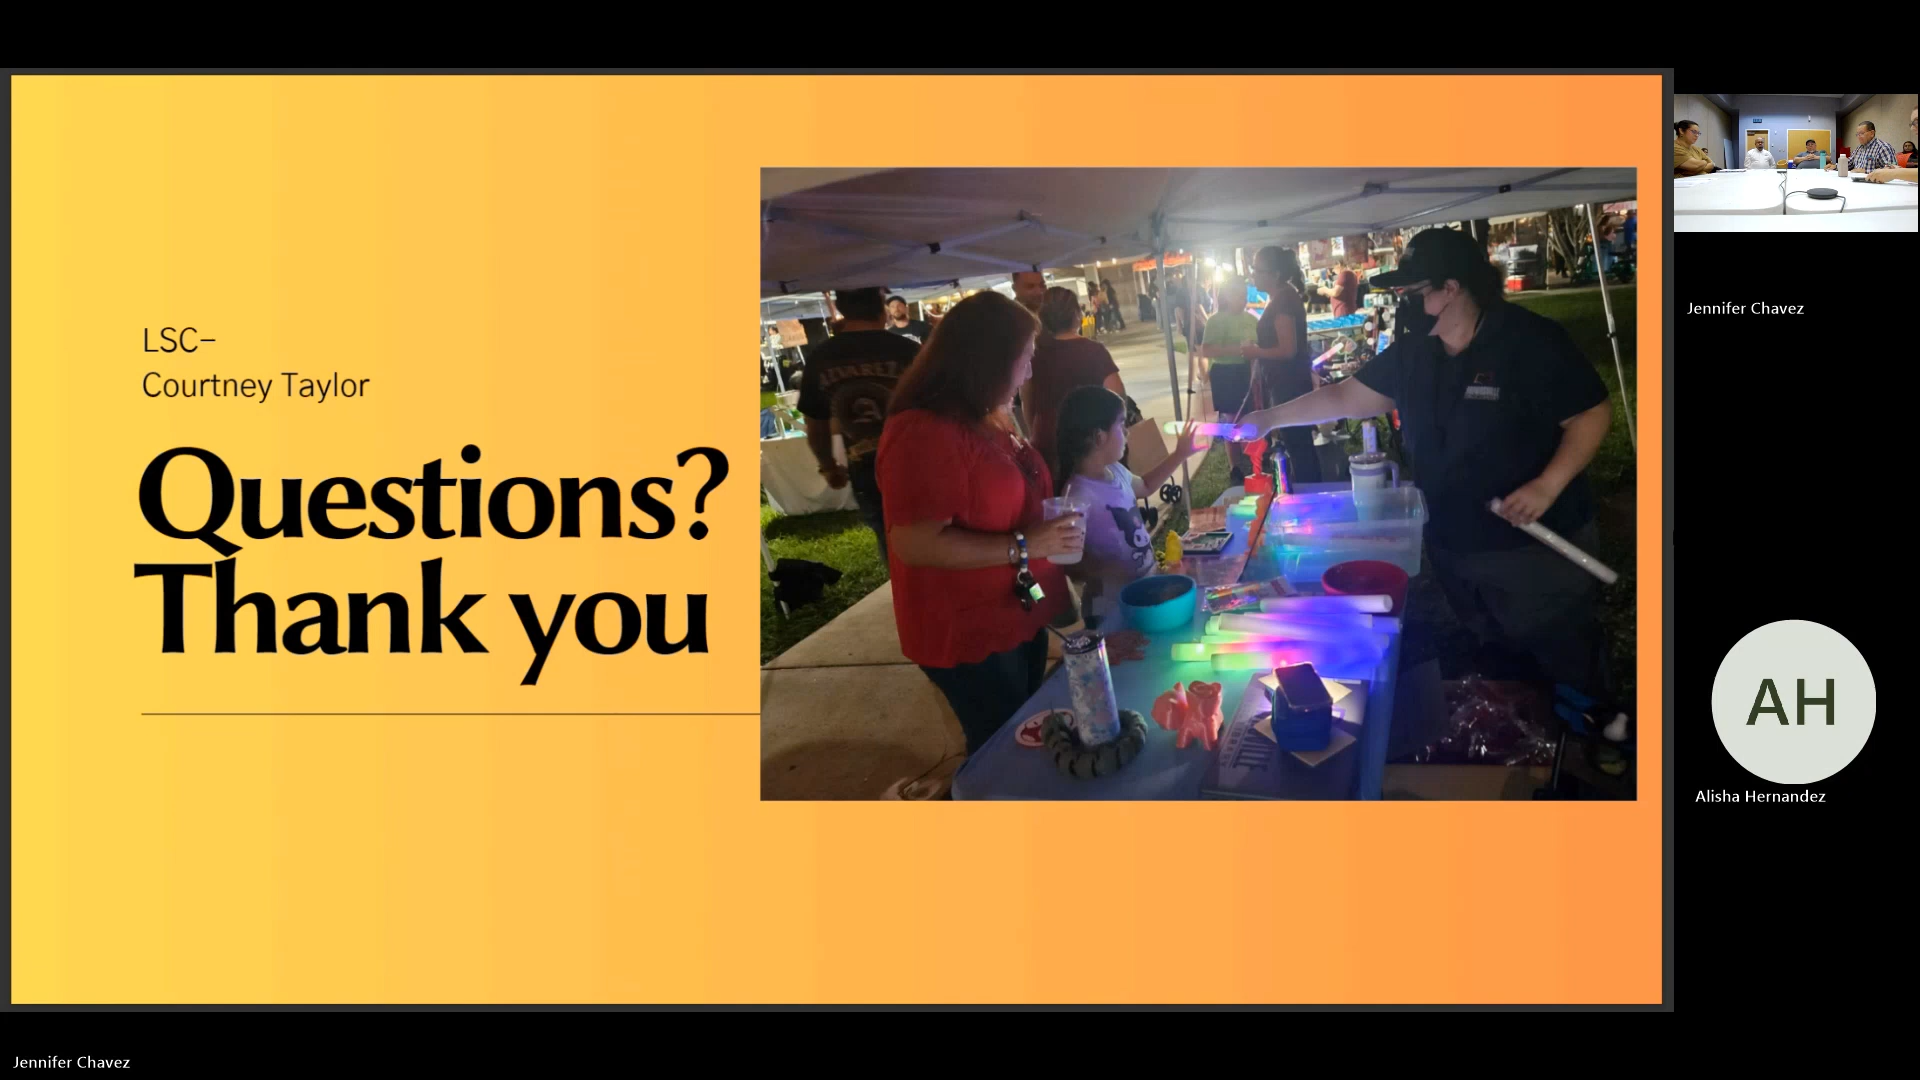 LSC–
Courtney Taylor
Questions?
Thank you
Jennifer Chavez
AH
Alisha Hernandez
Jennifer Chavez